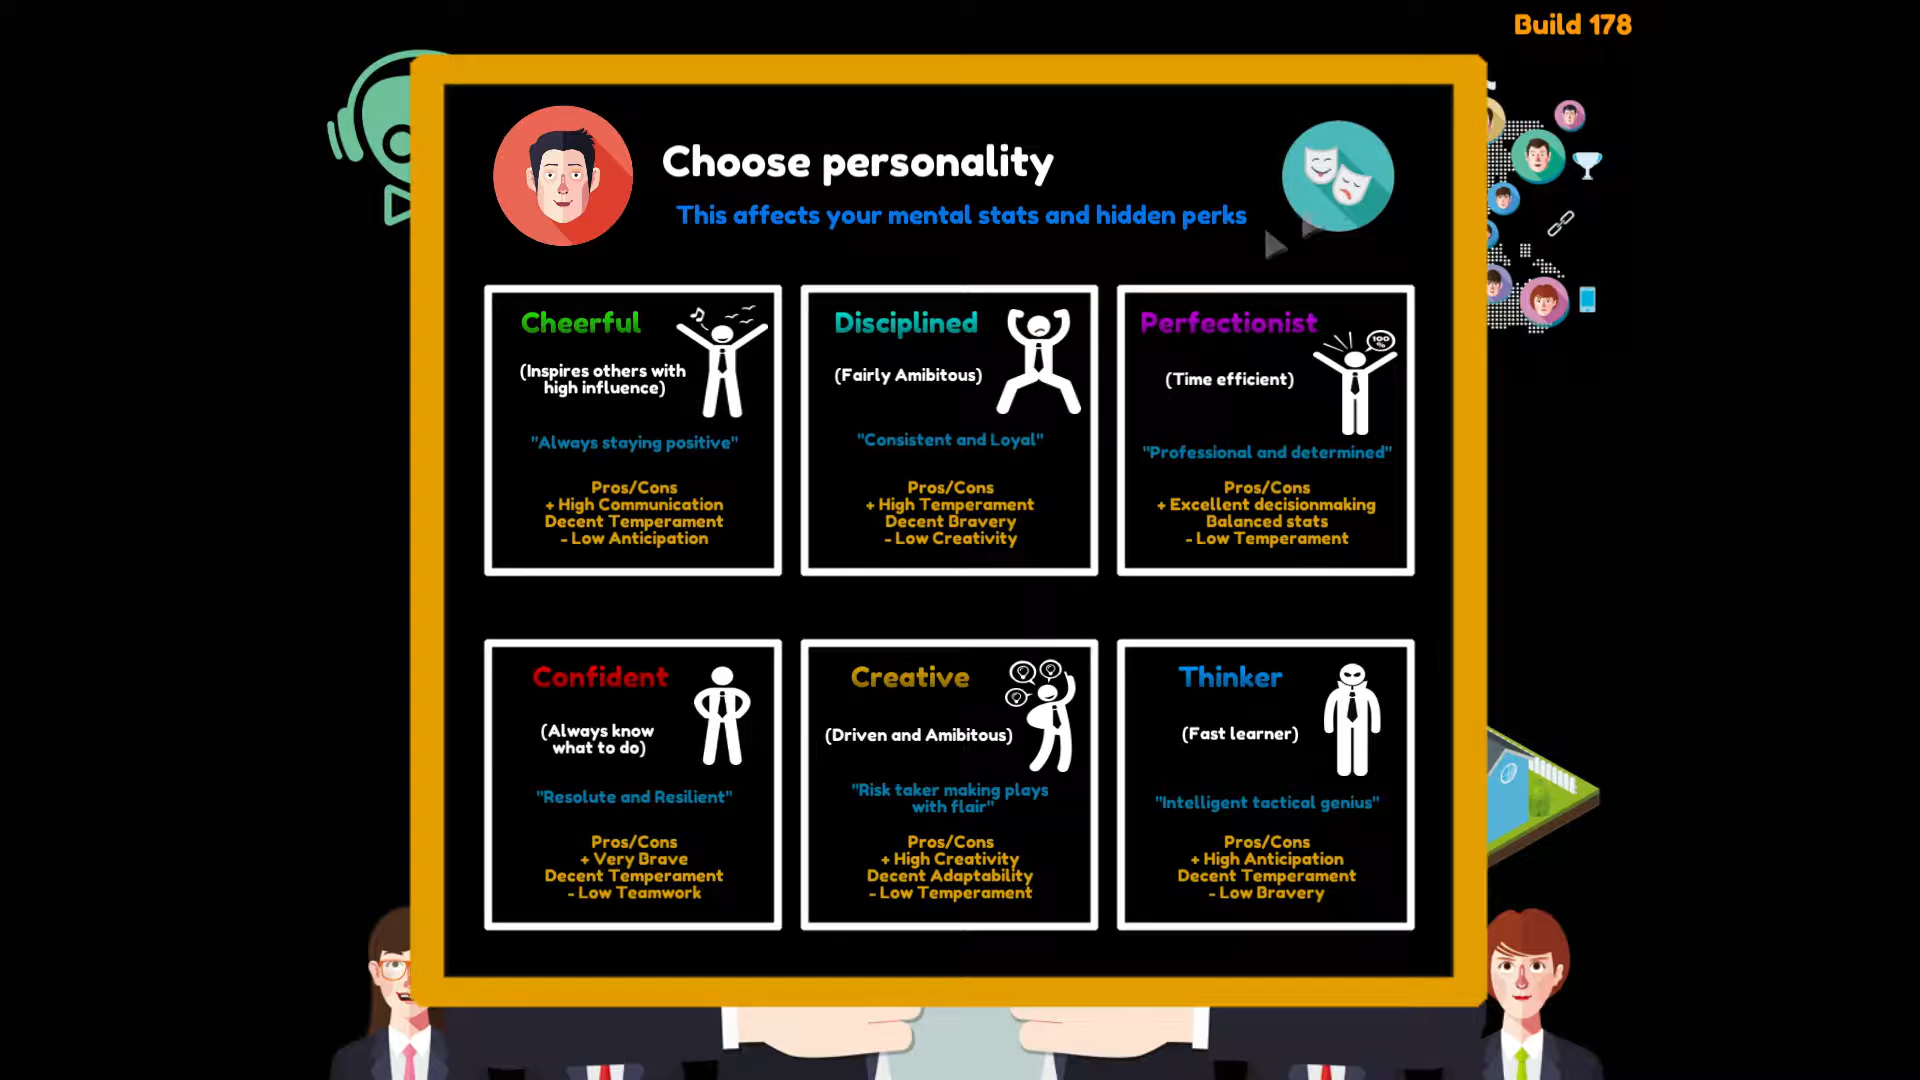 Build 178
Choose personality
This affects your mental stats and hidden perks
Cheerful
(Inspires others with
high influence)
"Always staying positive"
Pros/Cons
+ High Communication
Decent Temperament
- Low Anticipation
Disciplined
(Fairly Amibitous)
"Consistent and Loyal"
Pros/Cons
+ High Temperament
Decent Bravery
- Low Creativity
Perfectionist
100
%
(Time efficient)
"Professional and determined"
Pros/Cons
+ Excellent decisionmaking
Balanced stats
- Low Temperament
Confident
(Always know
what to do)
"Resolute and Resilient"
Pros/Cons
+ Very Brave
Decent Temperament
- Low Teamwork
Creative
(Driven and Amibitous)
"Risk taker making plays
with flair"
Pros/Cons
+ High Creativity
Decent Adaptability
- Low Temperament
Thinker
(Fast learner)
"Intelligent tactical genius"
Pros/Cons
+ High Anticipation
Decent Temperament
- Low Bravery